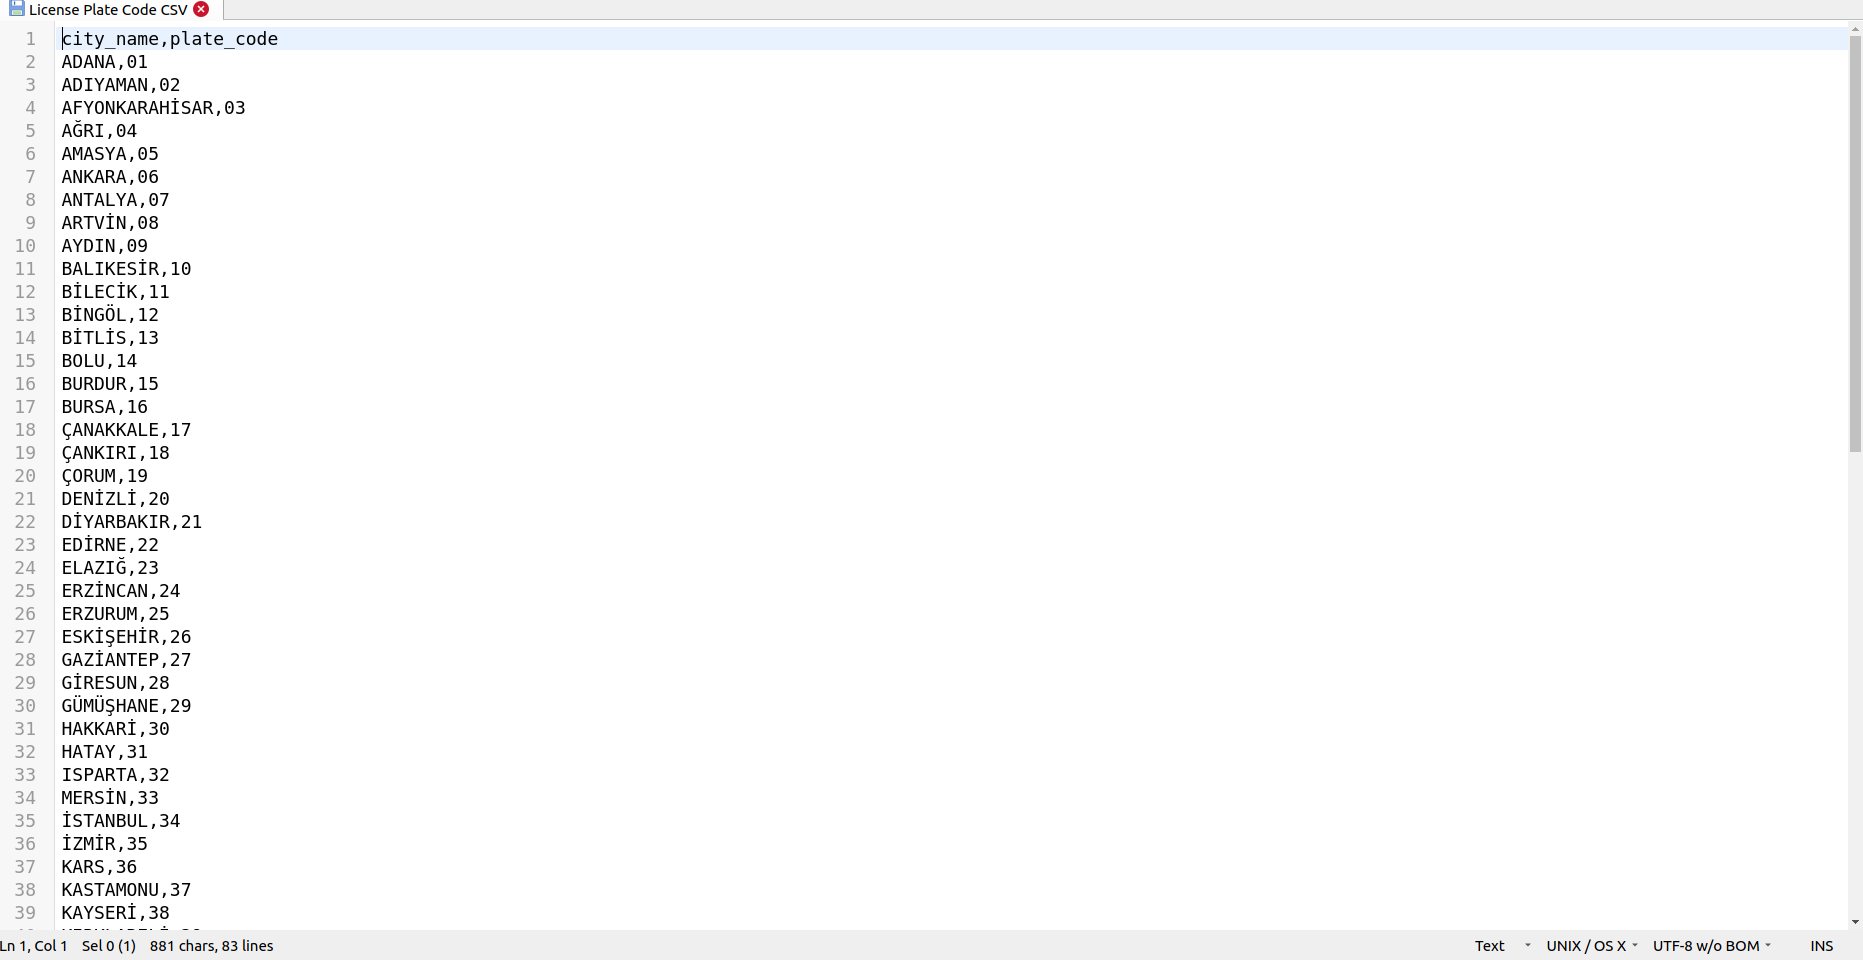 License Plate Code CSV
1 city_name,plate_code
2 ADANA,01
3 ADIYAMAN,02
4 AFYONKARAHİSAR,03
5 AĞRI,04
6 AMASYA,05
7 ANKARA,06
8 ANTALYA,07
9 ARTVİN,08
10 AYDIN,09
11 BALIKESİR,10
12 BİLECİK,11
13 BİNGÖL,12
14 BİTLİS,13
15 BOLU,14
16 BURDUR,15
17 BURSA,16
18 ÇANAKKALE,17
19 ÇANKIRI,18
20 ÇORUM,19
21 DENİZLİ,20
22 DİYARBAKIR,21
23 EDİRNE,22
24 ELAZIĞ,23
25 ERZİNCAN,24
26 ERZURUM,25
27 ESKİŞEHİR,26
28 GAZİANTEP,27
29 GİRESUN,28
30 GÜMÜŞHANE,29
31 HAKKARİ,30
32 HATAY,31
33 ISPARTA,32
34 MERSİN,33
35 İSTANBUL,34
36 İZMİR,35
37 KARS,36
38 KASTAMONU,37
39 KAYSERİ,38
Ln 1, Col 1 Sel 0 (1) 881 chars, 83 lines Text UNIX / OS X UTF-8 w/o BOM INS